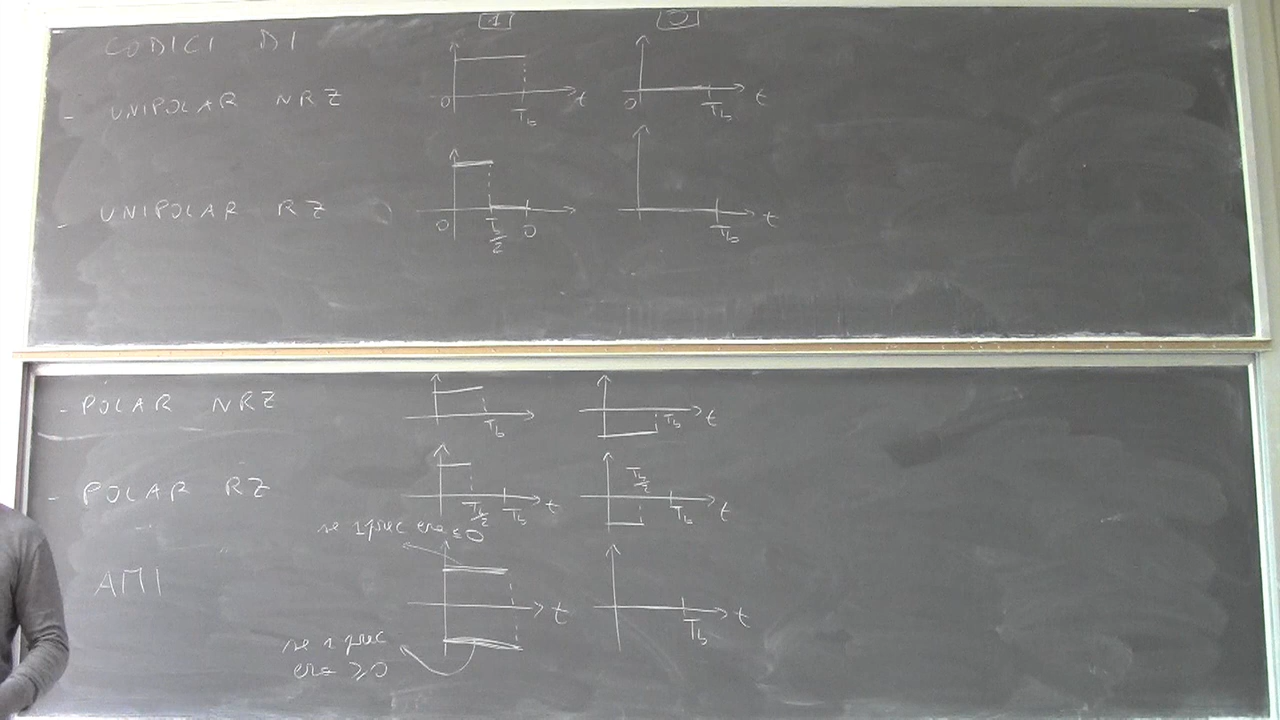 CODICI DI
1
0
- UNIPOLAR NRZ
0 Tb t
0 Tb t
- UNIPOLAR RZ
0 Tb/2 0
Tb t
- POLAR NRZ
Tb
Tb t
- POLAR RZ
Tb/2 Tb t
Tb/2 Tb t
se 1 prec era ≤0
AMI
t
Tb t
se 1 prec
era ≥0